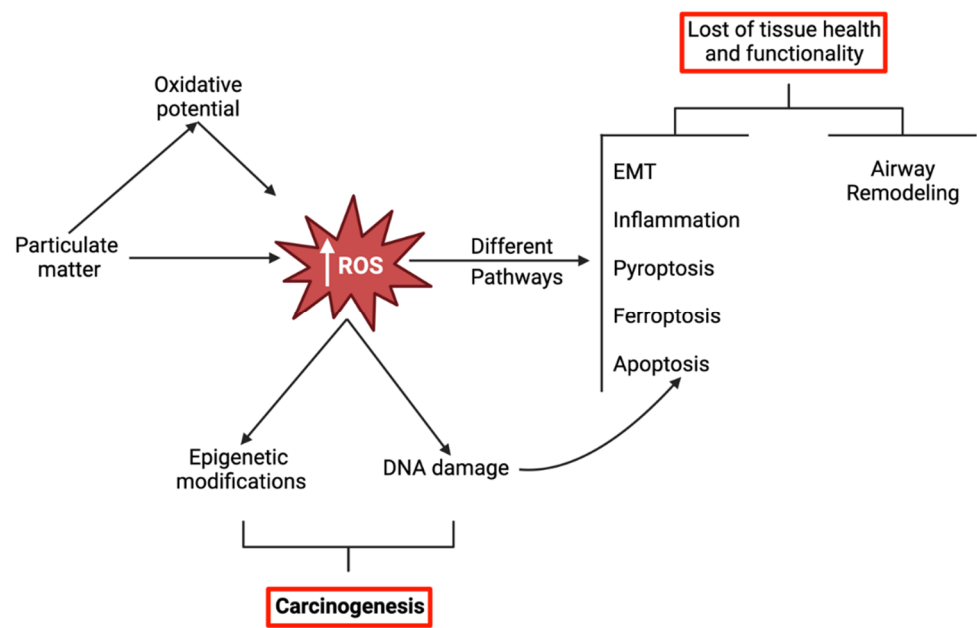 Lost of tissue health
and functionality
Oxidative
potential
Particulate
matter
ROS
Different
Pathways
EMT
Inflammation
Pyroptosis
Ferroptosis
Apoptosis
Airway
Remodeling
Epigenetic
modifications
DNA damage
Carcinogenesis